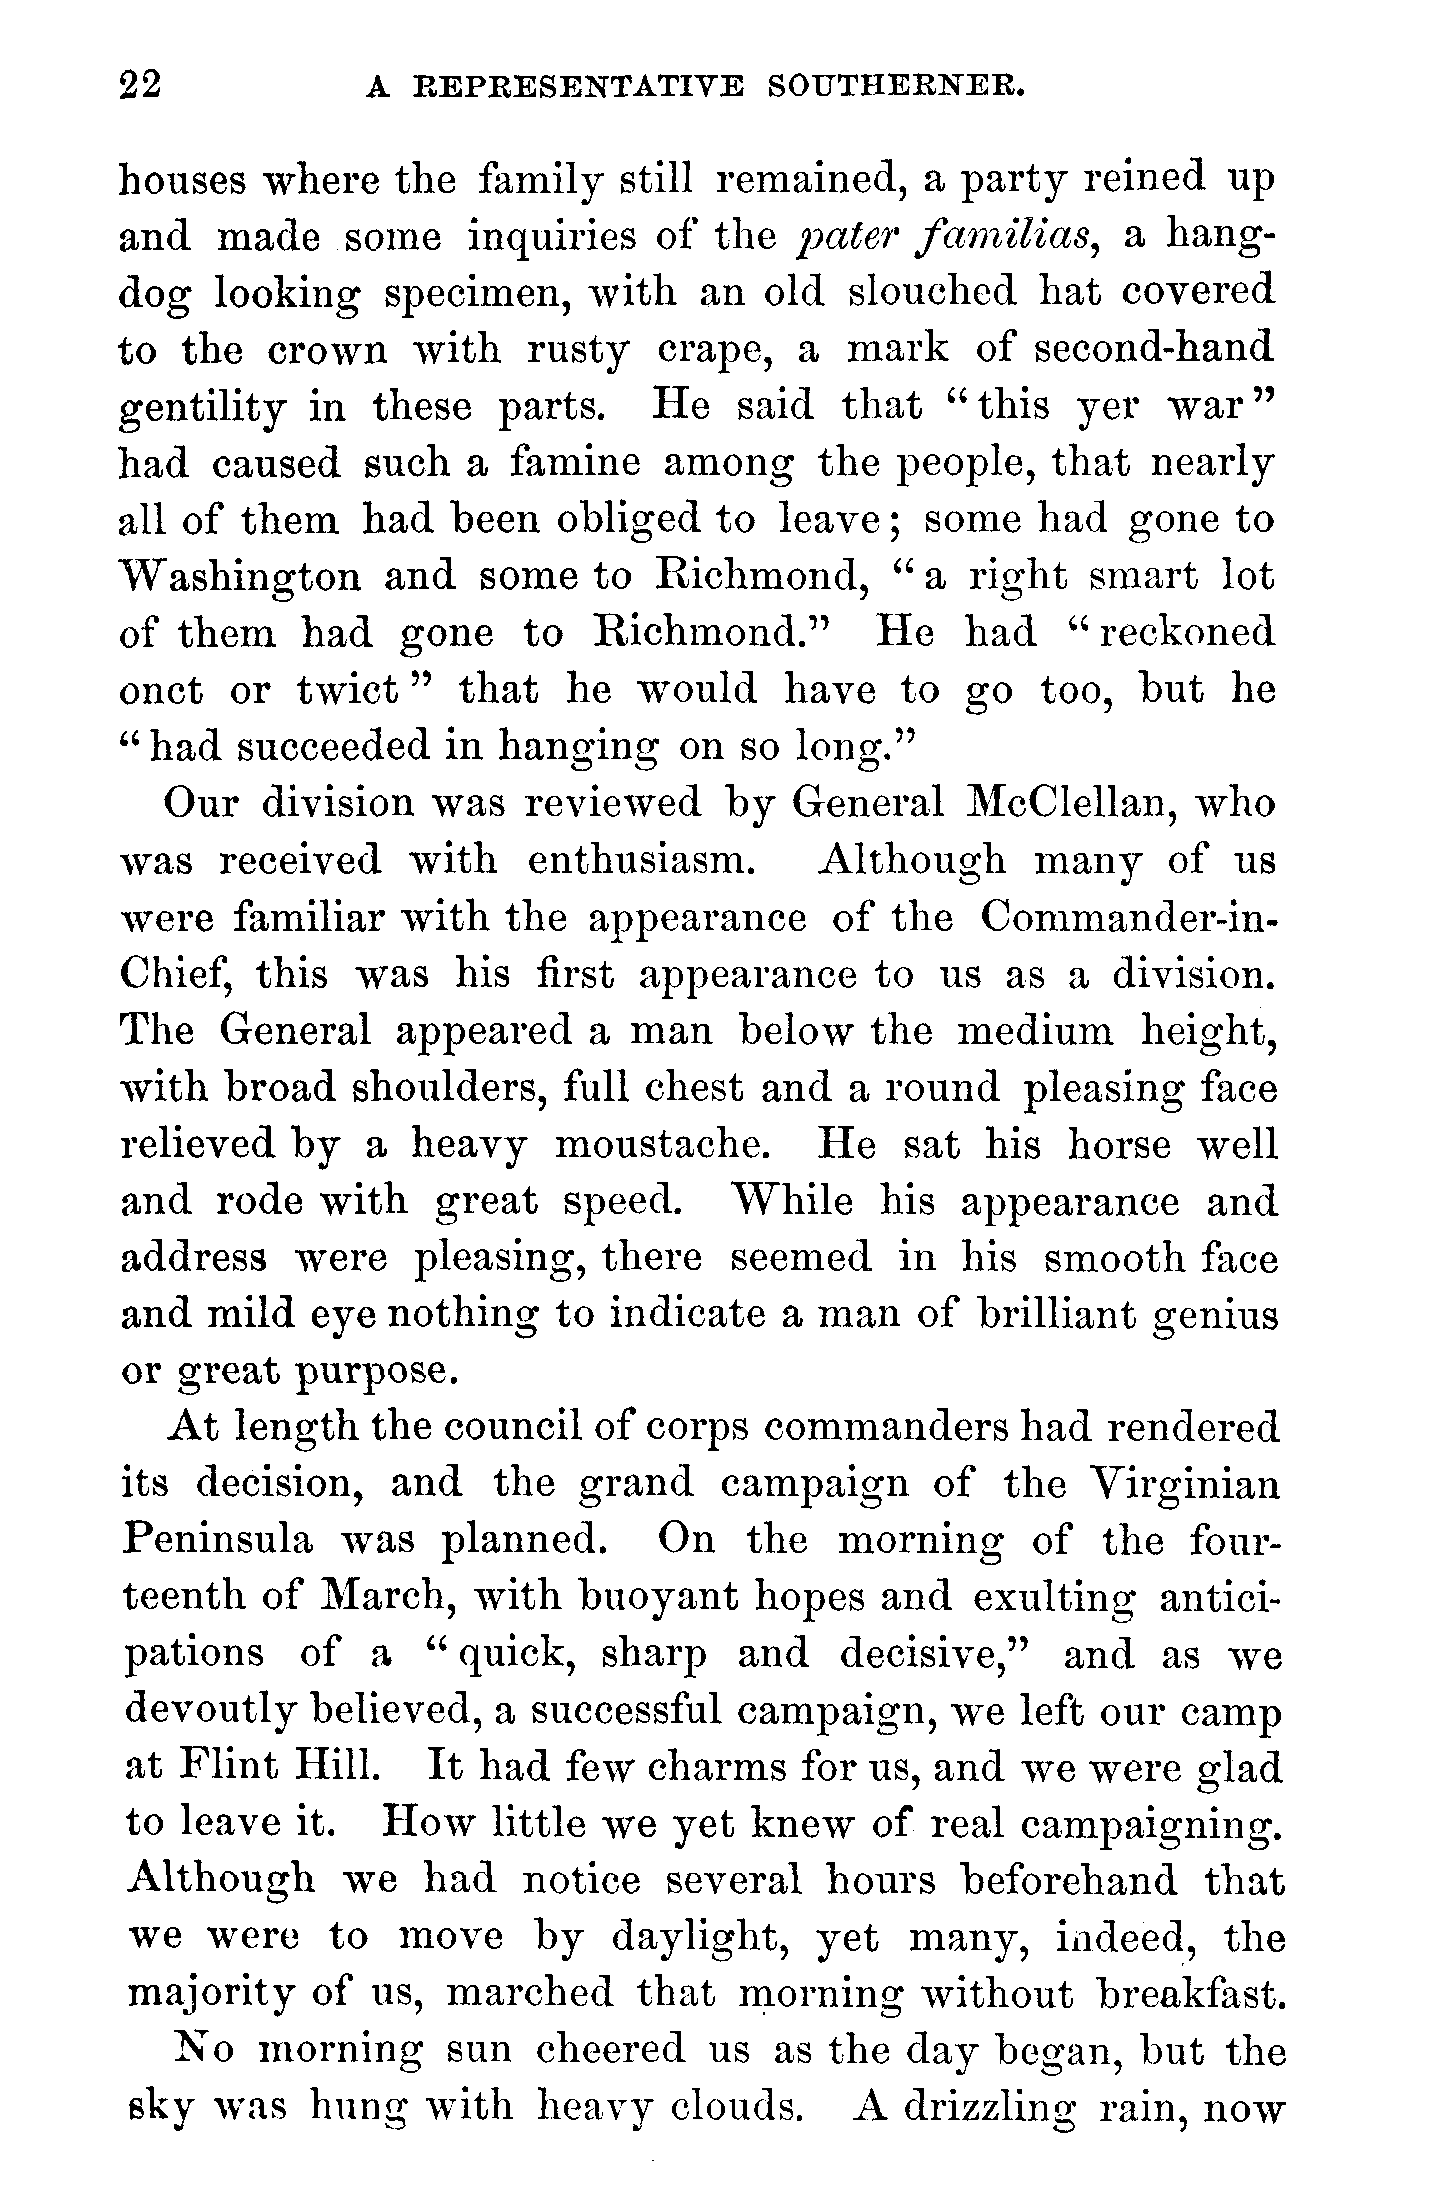 22 A REPRESENTATIVE SOUTHERNER.
houses where the family still remained, a party reined up
and made some inquiries of the pater familias, a hang-
dog looking specimen, with an old slouched hat covered
to the crown with rusty crape, a mark of second-hand
gentility in these parts. He said that “this yer war”
had caused such a famine among the people, that nearly
all of them had been obliged to leave; some had gone to
Washington and some to Richmond, “a right smart lot
of them had gone to Richmond.” He had “reckoned
onct or twict” that he would have to go too, but he
“had succeeded in hanging on so long.”
Our division was reviewed by General McClellan, who
was received with enthusiasm. Although many of us
were familiar with the appearance of the Commander-in-
Chief, this was his first appearance to us as a division.
The General appeared a man below the medium height,
with broad shoulders, full chest and a round pleasing face
relieved by a heavy moustache. He sat his horse well
and rode with great speed. While his appearance and
address were pleasing, there seemed in his smooth face
and mild eye nothing to indicate a man of brilliant genius
or great purpose.
At length the council of corps commanders had rendered
its decision, and the grand campaign of the Virginian
Peninsula was planned. On the morning of the four-
teenth of March, with buoyant hopes and exulting antici-
pations of a “quick, sharp and decisive,” and as we
devoutly believed, a successful campaign, we left our camp
at Flint Hill. It had few charms for us, and we were glad
to leave it. How little we yet knew of real campaigning.
Although we had notice several hours beforehand that
we were to move by daylight, yet many, indeed, the
majority of us, marched that morning without breakfast.
No morning sun cheered us as the day began, but the
sky was hung with heavy clouds. A drizzling rain, now